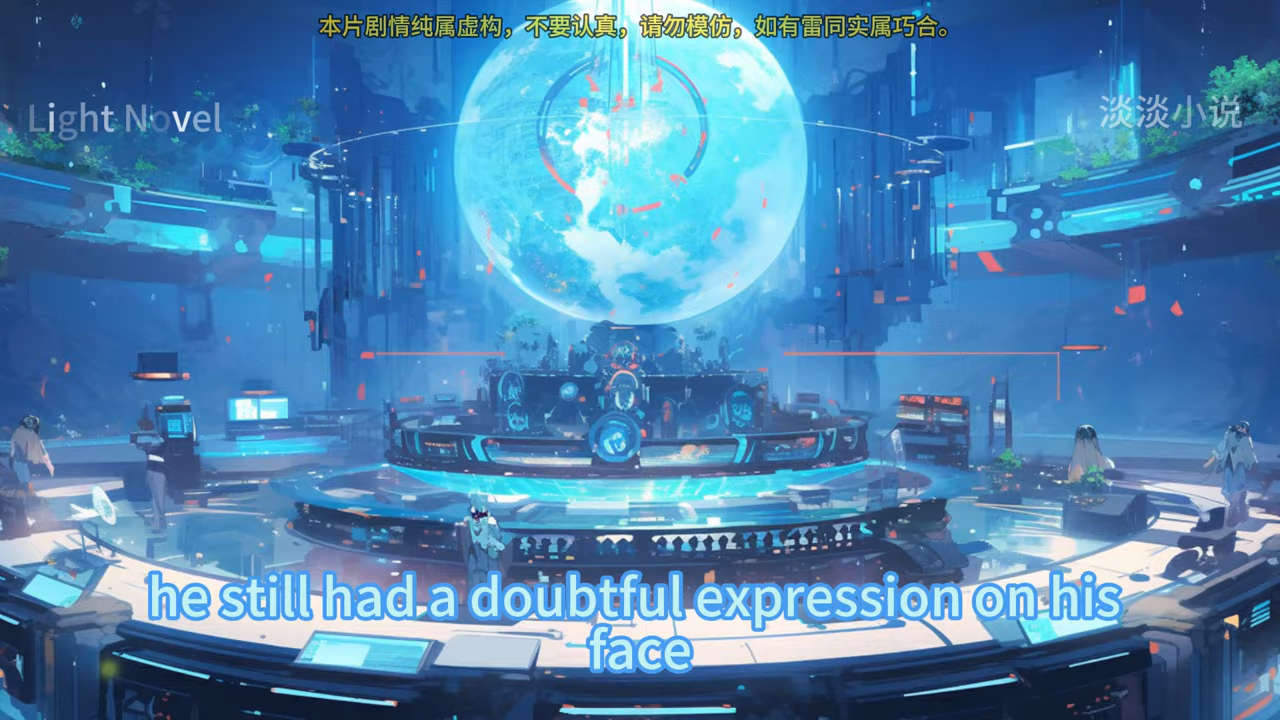 本片剧情纯属虚构，不要认真，请勿模仿，如有雷同实属巧合。
Light Novel
淡淡小说
he still had a doubtful expression on his
face